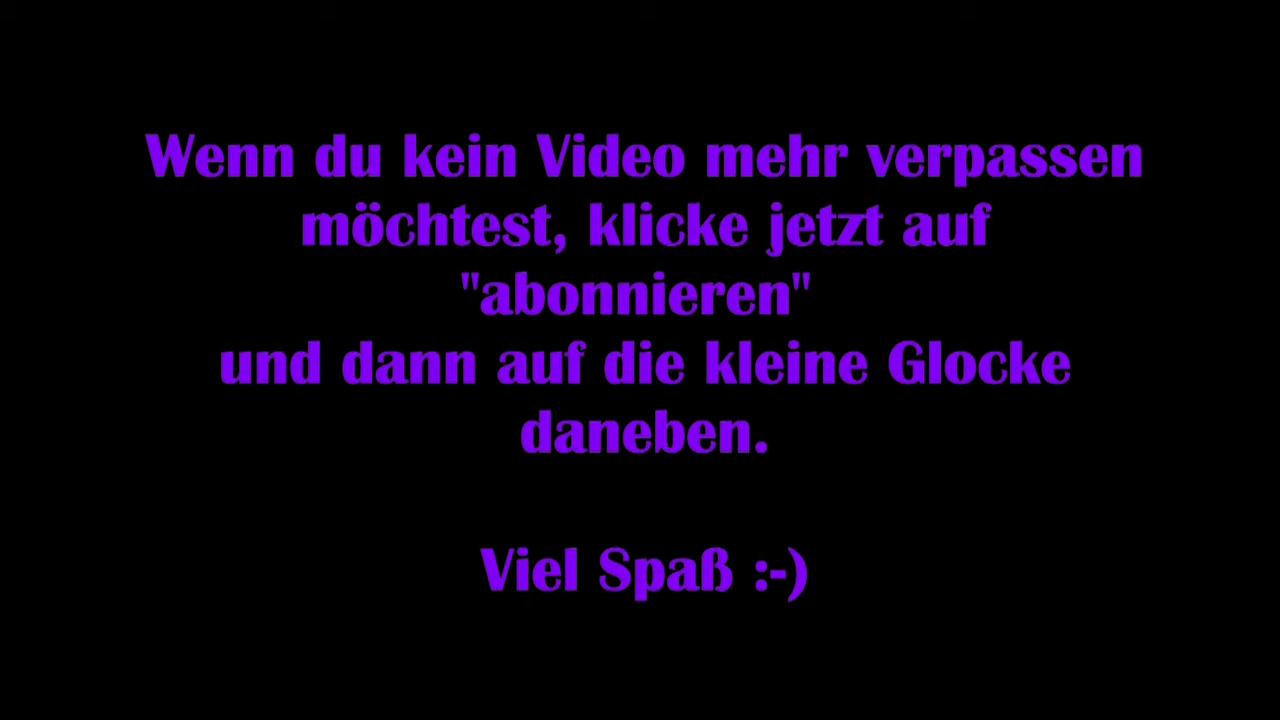 Wenn du kein Video mehr verpassen
möchtest, klicke jetzt auf
"abonnieren"
und dann auf die kleine Glocke
daneben.
Viel Spaß :-)